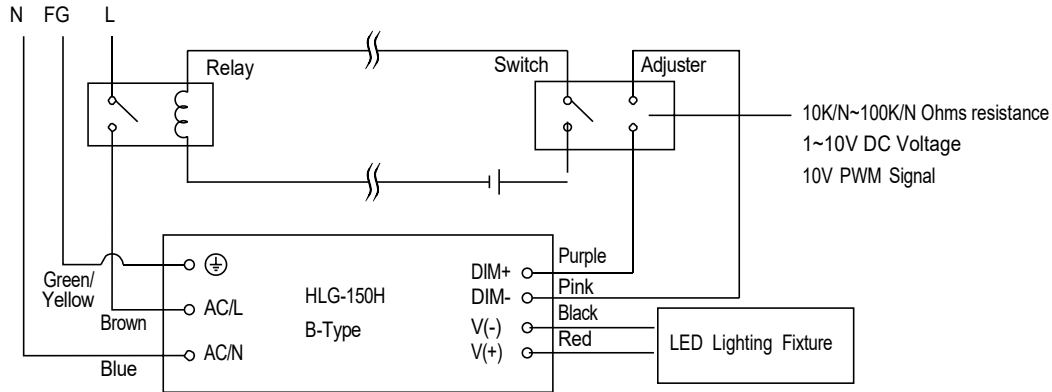 N FG L
Relay
Switch
Adjuster
10K/N~100K/N Ohms resistance
1~10V DC Voltage
10V PWM Signal
Green/
Yellow
Brown
Blue
AC/L
AC/N
HLG-150H
B-Type
DIM+
DIM-
V(-)
V(+)
Purple
Pink
Black
Red
LED Lighting Fixture